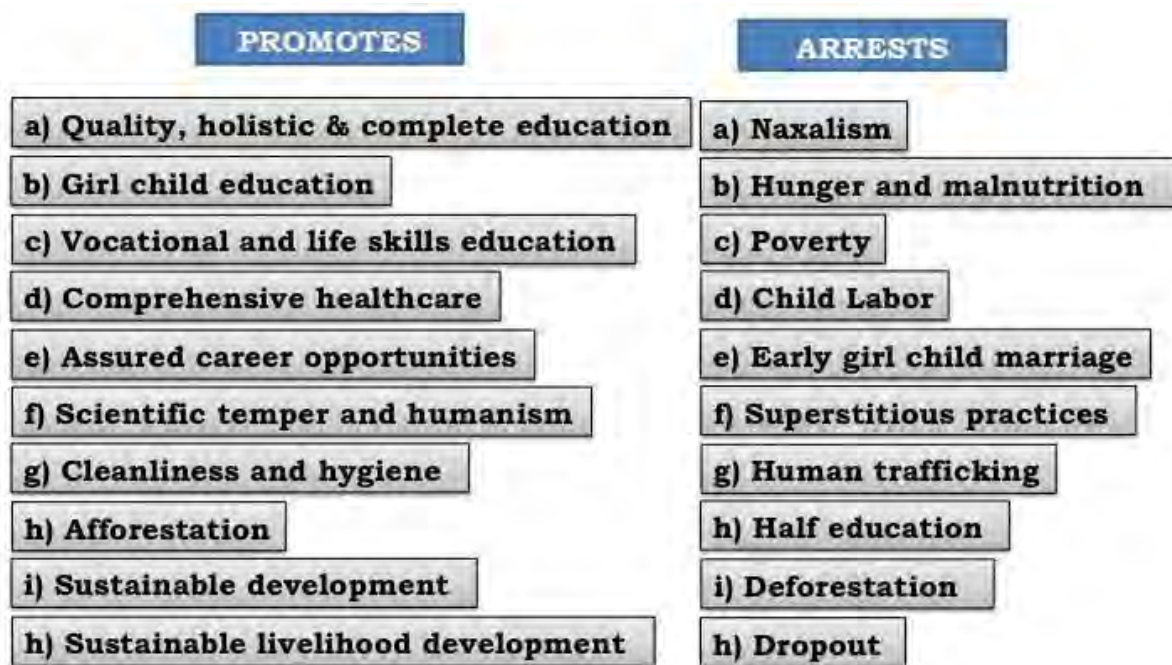 PROMOTES
a) Quality, holistic & complete education
b) Girl child education
c) Vocational and life skills education
d) Comprehensive healthcare
e) Assured career opportunities
f) Scientific temper and humanism
g) Cleanliness and hygiene
h) Afforestation
i) Sustainable development
h) Sustainable livelihood development
ARRESTS
a) Naxalism
b) Hunger and malnutrition
c) Poverty
d) Child Labor
e) Early girl child marriage
f) Superstitious practices
g) Human trafficking
h) Half education
i) Deforestation
h) Dropout